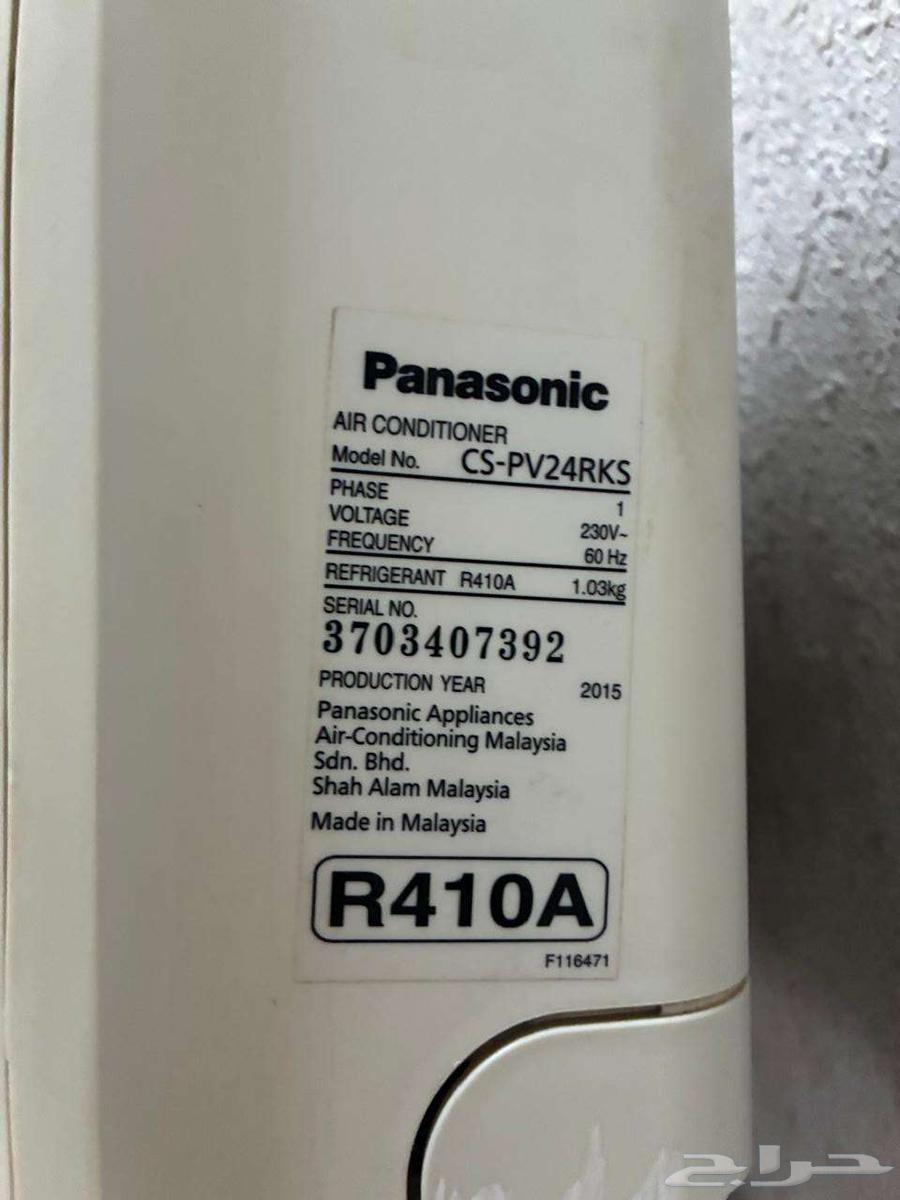 Panasonic
AIR CONDITIONER
Model No. CS-PV24RKS
PHASE 1
VOLTAGE 230V~
FREQUENCY 60 Hz
REFRIGERANT R410A 1.03kg
SERIAL NO.
3703407392
PRODUCTION YEAR 2015
Panasonic Appliances
Air-Conditioning Malaysia
Sdn. Bhd.
Shah Alam Malaysia
Made in Malaysia
R410A
F116471
حراج